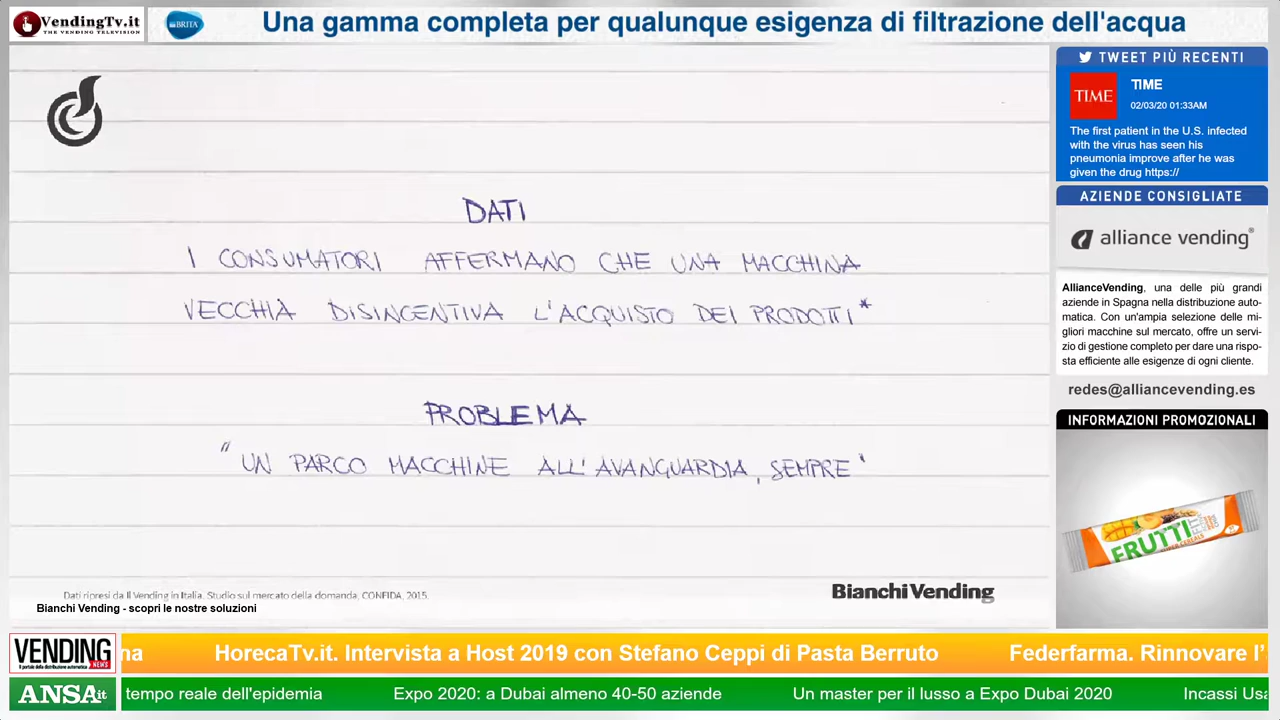 VendingTv.it
THE VENDING TELEVISION
BRITA
Una gamma completa per qualunque esigenza di filtrazione dell'acqua
DATI
I CONSUMATORI AFFERMANO CHE UNA MACCHINA
VECCHIA DISINCENTIVA L'ACQUISTO DEI PRODOTTI*
PROBLEMA
"UN PARCO MACCHINE ALL'AVANGUARDIA, SEMPRE"
Dati ripresi da Il Vending in Italia. Studio sul mercato della domanda, CONFIDA, 2015.
Bianchi Vending - scopri le nostre soluzioni
Bianchi Vending
TWEET PIÙ RECENTI
TIME
TIME
02/03/20 01:33AM
The first patient in the U.S. infected
with the virus has seen his
pneumonia improve after he was
given the drug https://
AZIENDE CONSIGLIATE
alliance vending®
AllianceVending, una delle più grandi
aziende in Spagna nella distribuzione auto-
matica. Con un'ampia selezione delle mi-
gliori macchine sul mercato, offre un servi-
zio di gestione completo per dare una rispo-
sta efficiente alle esigenze di ogni cliente.
redes@alliancevending.es
INFORMAZIONI PROMOZIONALI
FRUTTI
VENDING
NEWS
Il portale della distribuzione automatica
na HorecaTv.it. Intervista a Host 2019 con Stefano Ceppi di Pasta Berruto Federfarma. Rinnovare l'
ANSA.it
tempo reale dell'epidemia Expo 2020: a Dubai almeno 40-50 aziende Un master per il lusso a Expo Dubai 2020 Incassi Usa